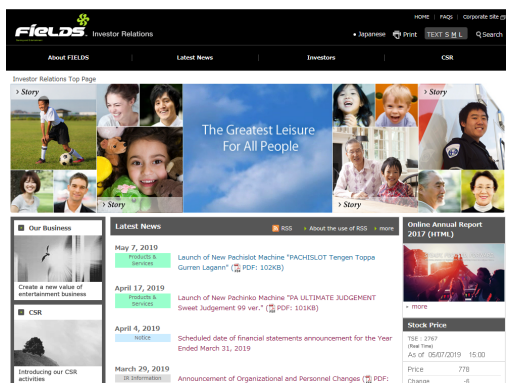 HOME | FAQs | Corporate Site
FIELDS. Investor Relations
Japanese Print TEXT S M L Search
About FIELDS Latest News Investors CSR
Investor Relations Top Page
> Story
> Story
The Greatest Leisure
For All People
> Story
> Story
Our Business
Create a new value of
entertainment business
CSR
Introducing our CSR
activities
Latest News RSS About the use of RSS more
May 7, 2019
Products &
Services
Launch of New Pachislot Machine "PACHISLOT Tengen Toppa
Gurren Lagann" ( PDF: 102KB)
April 17, 2019
Products &
Services
Launch of New Pachinko Machine "PA ULTIMATE JUDGEMENT
Sweet Judgement 99 ver." ( PDF: 101KB)
April 4, 2019
Notice
Scheduled date of financial statements announcement for the Year
Ended March 31, 2019
March 29, 2019
IR Information
Announcement of Organizational and Personnel Changes ( PDF:
Online Annual Report
2017 (HTML)
more
Stock Price
TSE : 2767
(Real Time)
As of 05/07/2019 15:00
Price 778
Change -4